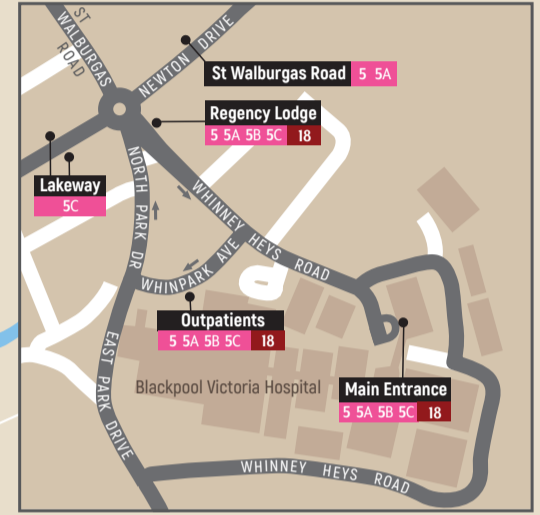 ST
WALBURGAS
ROAD
NEWTON DRIVE
St Walburgas Road 5 5A
Regency Lodge
5 5A 5B 5C 18
Lakeway
5C
NORTH PARK DR
WHINNEY HEYS ROAD
WHINPARK AVE
Outpatients
5 5A 5B 5C 18
EAST PARK DRIVE
Blackpool Victoria Hospital
Main Entrance
5 5A 5B 5C 18
WHINNEY HEYS ROAD